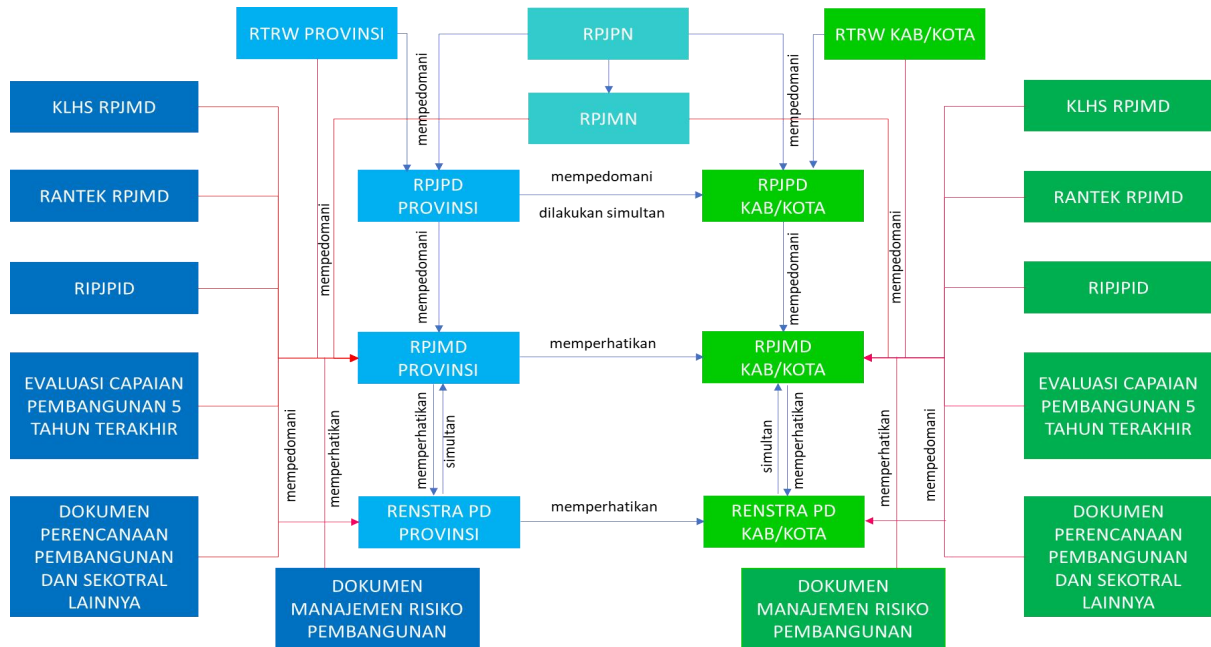 RTRW PROVINSI
RPJPN
RTRW KAB/KOTA
mempedomani
mempedomani
KLHS RPJMD
RPJMN
KLHS RPJMD
RANTEK RPJMD
RPJPD
PROVINSI
mempedomani
dilakukan simultan
RPJPD
KAB/KOTA
RANTEK RPJMD
mempedomani
mempedomani
mempedomani
mempedomani
RIPJPID
RIPJPID
RPJMD
PROVINSI
memperhatikan
RPJMD
KAB/KOTA
EVALUASI CAPAIAN
PEMBANGUNAN 5
TAHUN TERAKHIR
EVALUASI CAPAIAN
PEMBANGUNAN 5
TAHUN TERAKHIR
mempedomani
memperhatikan
memperhatikan
simultan
simultan
memperhatikan
memperhatikan
mempedomani
RENSTRA PD
PROVINSI
memperhatikan
RENSTRA PD
KAB/KOTA
DOKUMEN
PERENCANAAN
PEMBANGUNAN
DAN SEKOTRAL
LAINNYA
DOKUMEN
PERENCANAAN
PEMBANGUNAN
DAN SEKOTRAL
LAINNYA
DOKUMEN
MANAJEMEN RISIKO
PEMBANGUNAN
DOKUMEN
MANAJEMEN RISIKO
PEMBANGUNAN